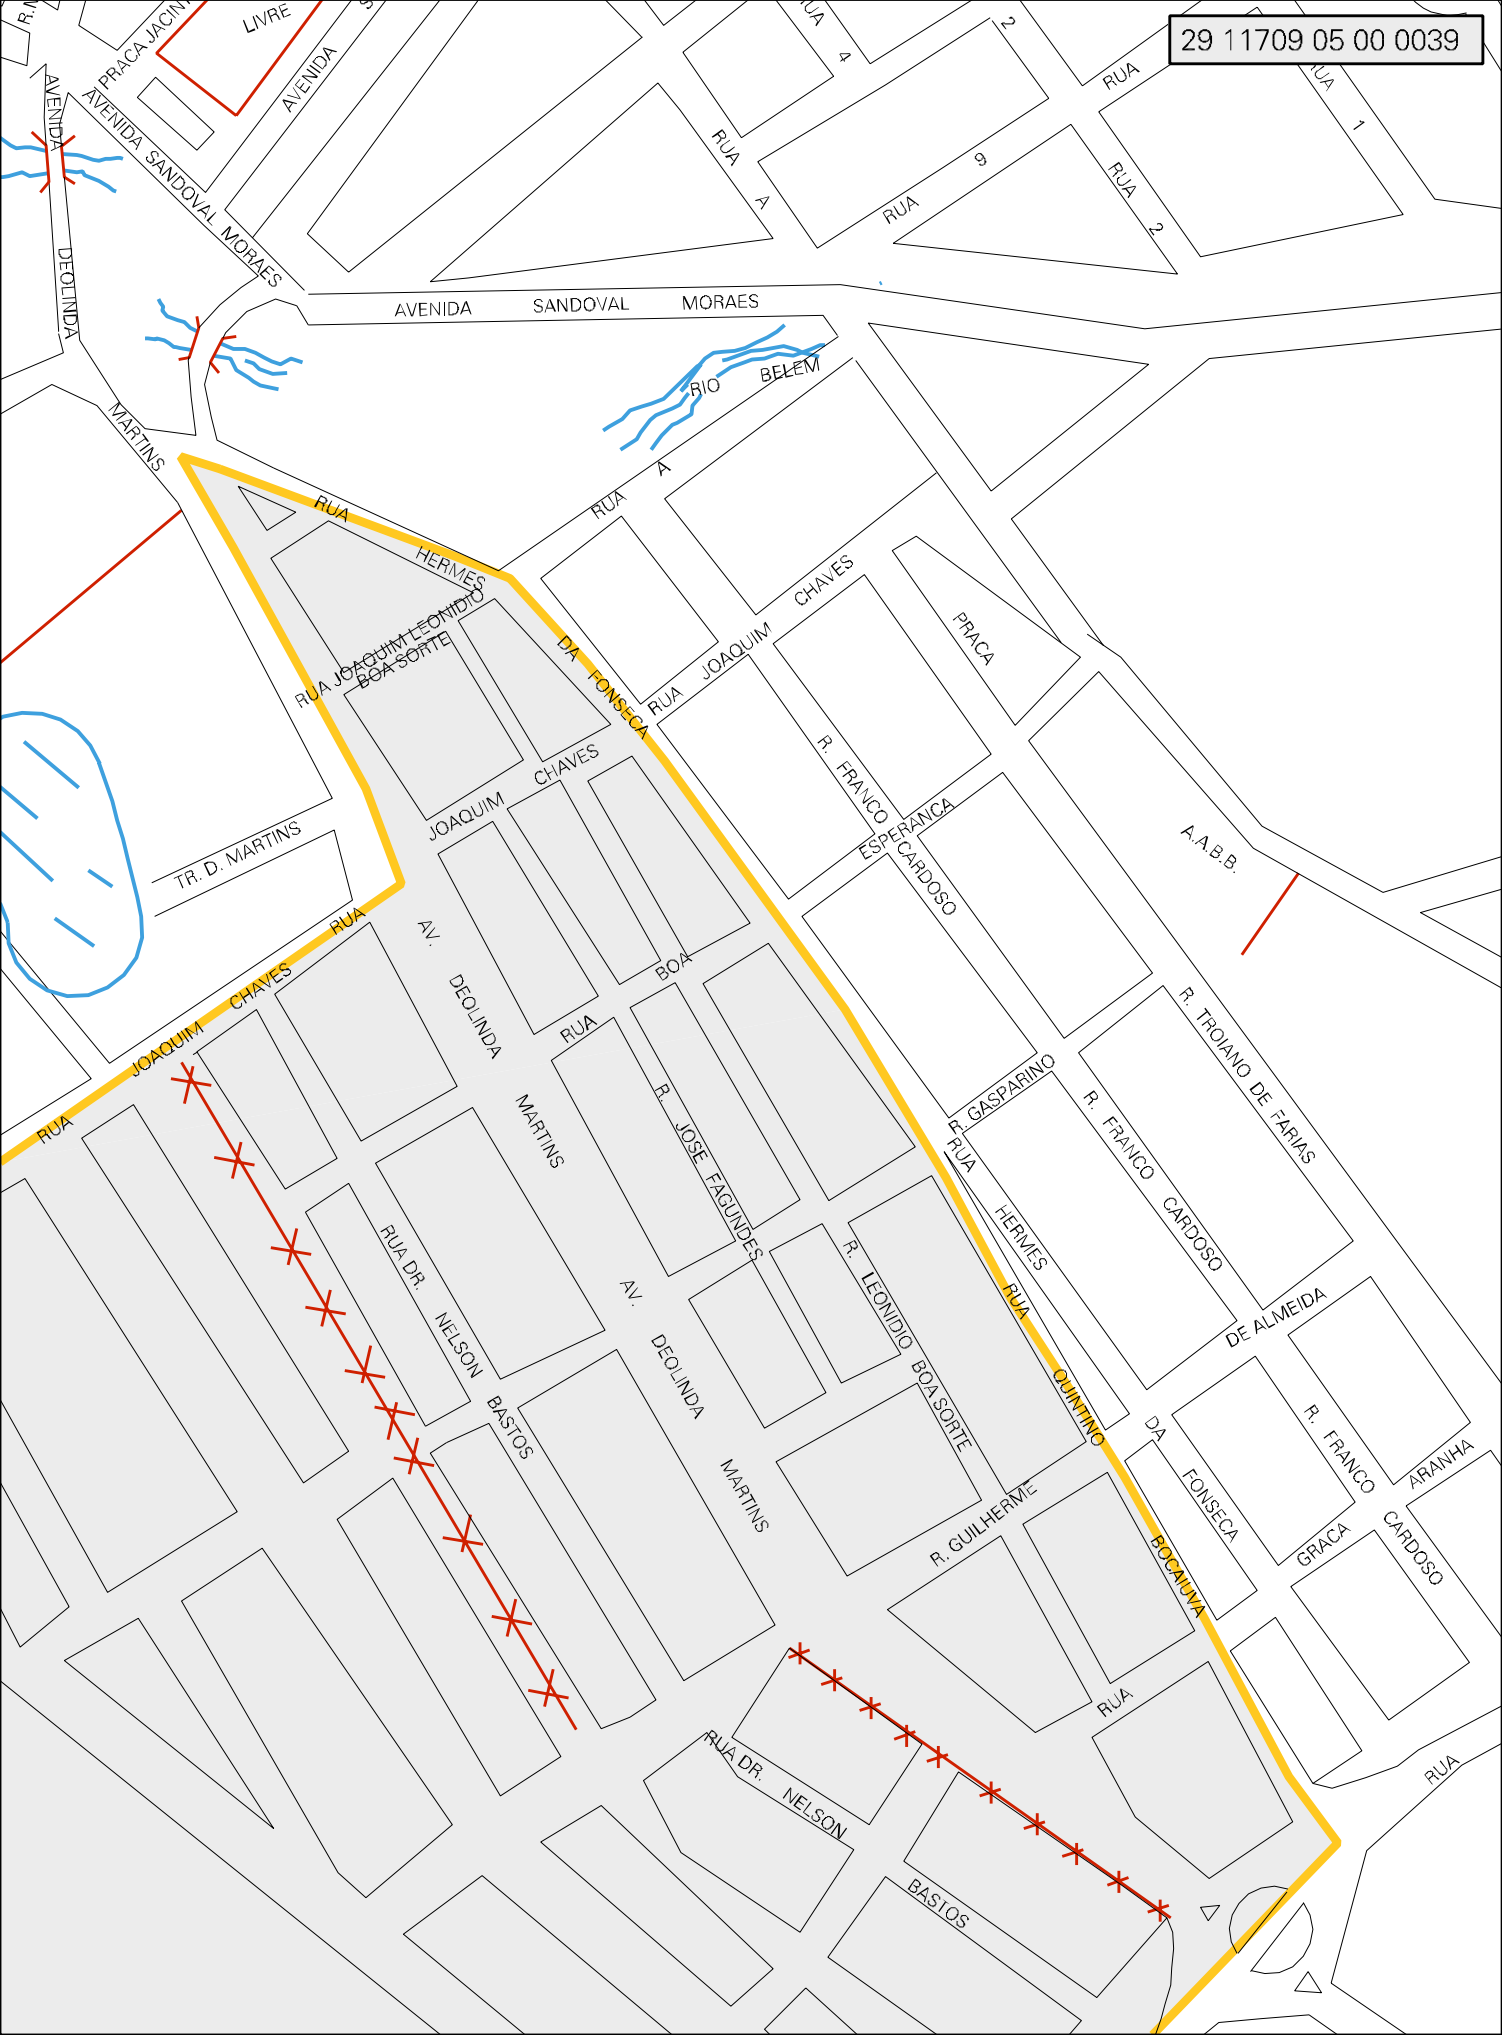 29 11709 05 00 0039
PRACA JACINT
LIVRE
AVENIDA
RUA
4
2
RUA
RUA
1
AVENIDA
AVENIDA SANDOVAL MORAES
RUA A
RUA 9
RUA 2
DEOLINDA
AVENIDA SANDOVAL MORAES
RIO BELEM
MARTINS
RUA A
RUA
HERMES
DA FONSECA
RUA JOAQUIM LEONIDIO
BOA SORTE
RUA JOAQUIM CHAVES
PRACA
R. FRANCO CARDOSO
JOAQUIM CHAVES
ESPERANCA
A.A.B.B.
TR. D. MARTINS
RUA JOAQUIM CHAVES RUA
AV. DEOLINDA MARTINS
RUA BOA
R. TROIANO DE FARIAS
R. GASPARINO
R. JOSE FAGUNDES
R. FRANCO CARDOSO
RUA HERMES
RUA DR. NELSON BASTOS
R. LEONIDIO BOA SORTE
AV. DEOLINDA MARTINS
RUA QUINTINO BOCAIUVA
DE ALMEIDA
DA FONSECA
R. FRANCO CARDOSO
GRACA ARANHA
R. GUILHERME
RUA
RUA DR. NELSON BASTOS
RUA